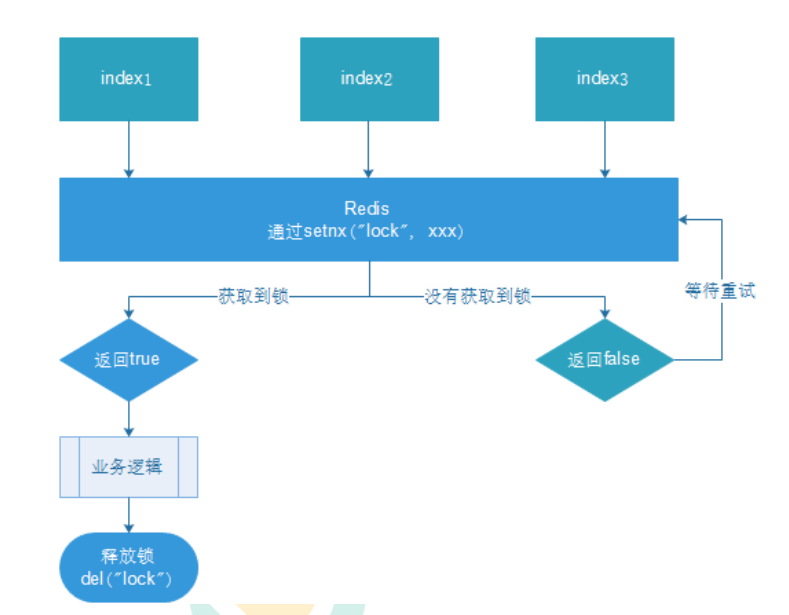 index1
index2
index3
Redis
通过setnx("lock", xxx)
获取到锁
没有获取到锁
等待重试
返回true
返回false
业务逻辑
释放锁
del("lock")